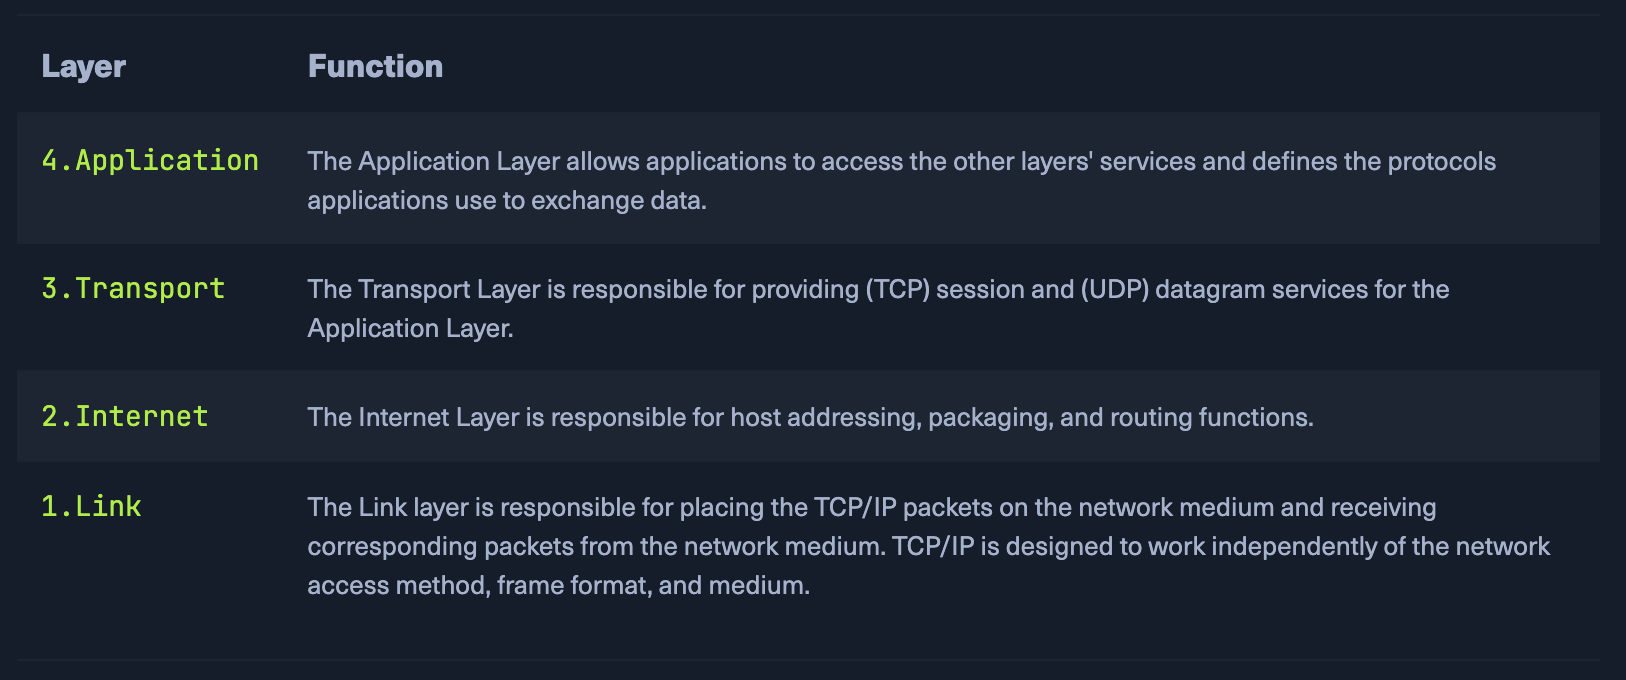 Layer Function
4.Application The Application Layer allows applications to access the other layers' services and defines the protocols
applications use to exchange data.
3.Transport The Transport Layer is responsible for providing (TCP) session and (UDP) datagram services for the
Application Layer.
2.Internet The Internet Layer is responsible for host addressing, packaging, and routing functions.
1.Link The Link layer is responsible for placing the TCP/IP packets on the network medium and receiving
corresponding packets from the network medium. TCP/IP is designed to work independently of the network
access method, frame format, and medium.